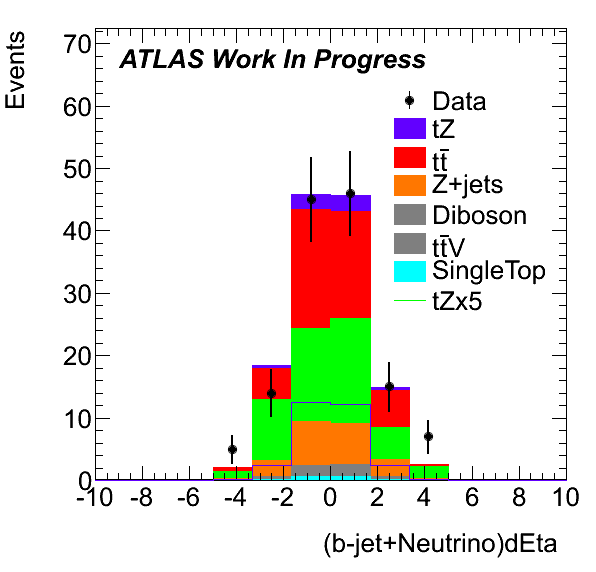 Events
70
60
50
40
30
20
10
0
ATLAS Work In Progress
Data
tZ
tt̄
Z+jets
Diboson
tt̄V
SingleTop
tZx5
-10 -8 -6 -4 -2 0 2 4 6 8 10
(b-jet+Neutrino)dEta